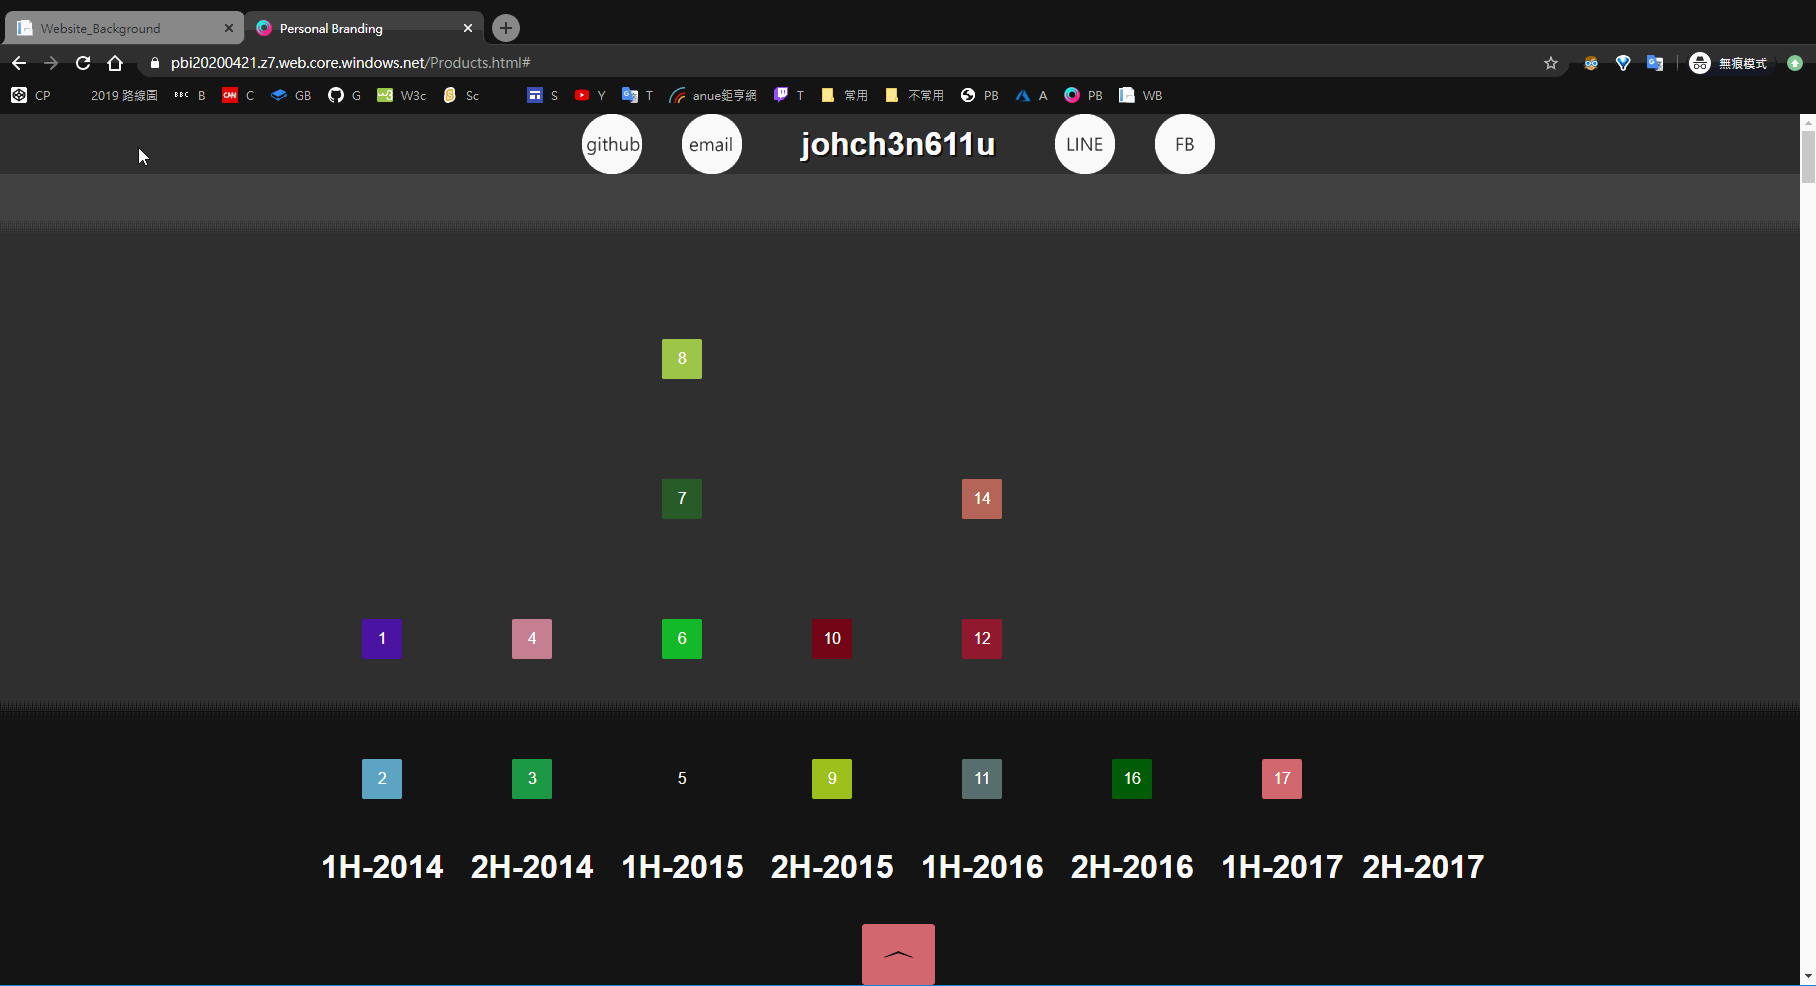 Website_Background
Personal Branding
pbi20200421.z7.web.core.windows.net/Products.html#
無痕模式
CP 2019 路線圖 BBC B CNN C GB G W3c Sc S Y T anue鉅亨網 T 常用 不常用 PB A PB WB
github email johch3n611u LINE FB
8
7 14
1 4 6 10 12
2 3 5 9 11 16 17
1H-2014 2H-2014 1H-2015 2H-2015 1H-2016 2H-2016 1H-2017 2H-2017